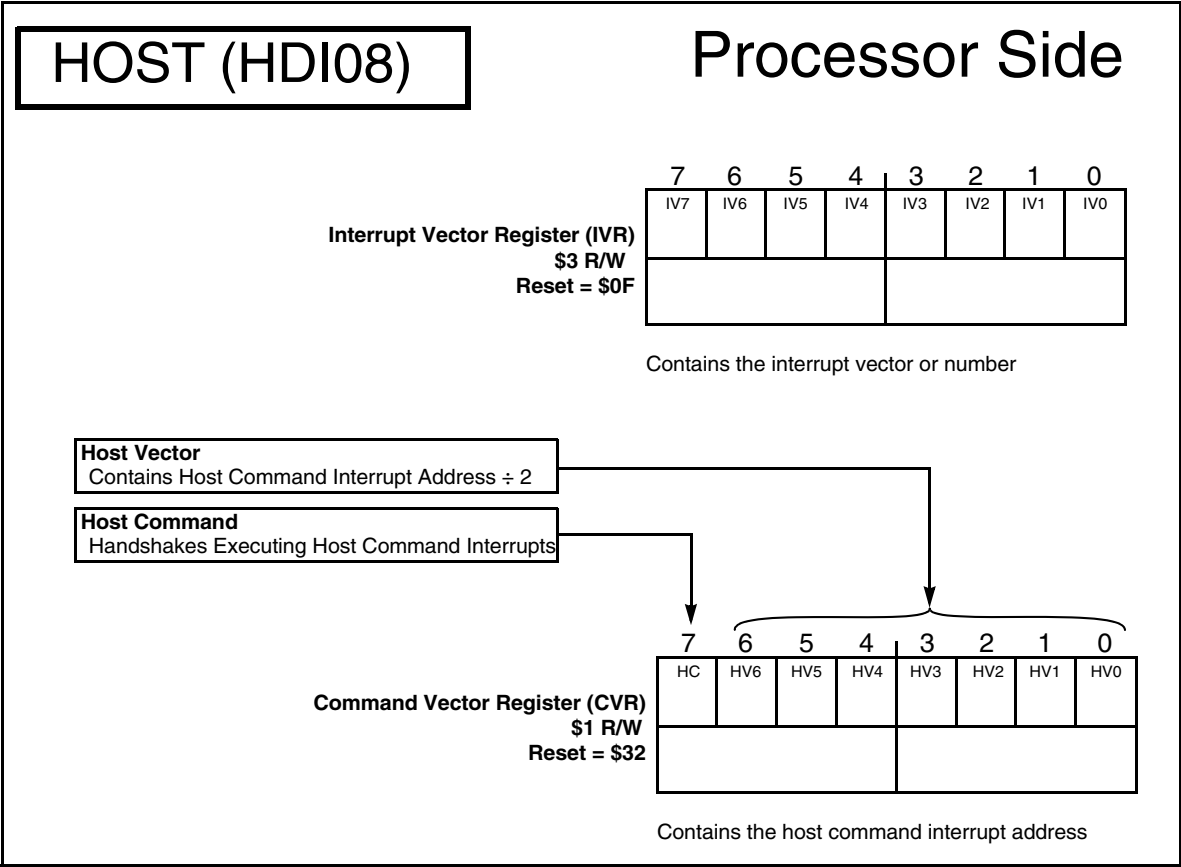 HOST (HDI08)
Processor Side
7 6 5 4 3 2 1 0
IV7 IV6 IV5 IV4 IV3 IV2 IV1 IV0
Interrupt Vector Register (IVR)
$3 R/W
Reset = $0F
Contains the interrupt vector or number
Host Vector
Contains Host Command Interrupt Address ÷ 2
Host Command
Handshakes Executing Host Command Interrupts
7 6 5 4 3 2 1 0
HC HV6 HV5 HV4 HV3 HV2 HV1 HV0
Command Vector Register (CVR)
$1 R/W
Reset = $32
Contains the host command interrupt address